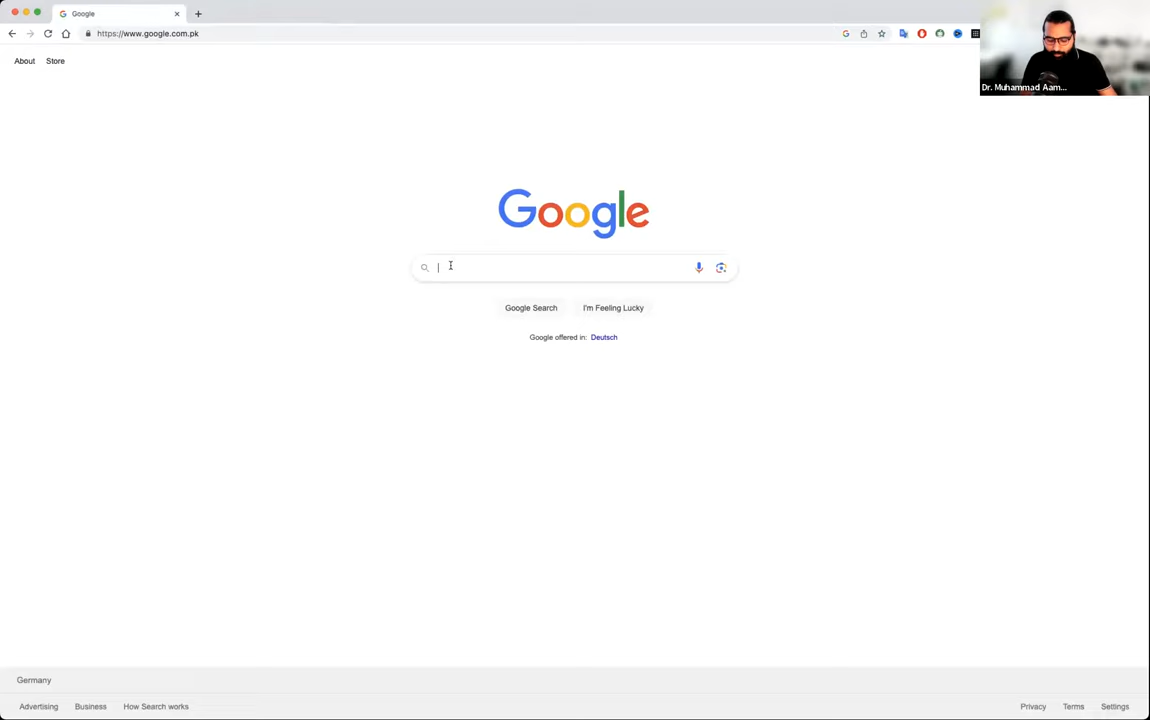 Google
https://www.google.com.pk
About Store
Dr. Muhammad Aam...
Google
Google Search I'm Feeling Lucky
Google offered in: Deutsch
Germany
Advertising Business How Search works Privacy Terms Settings